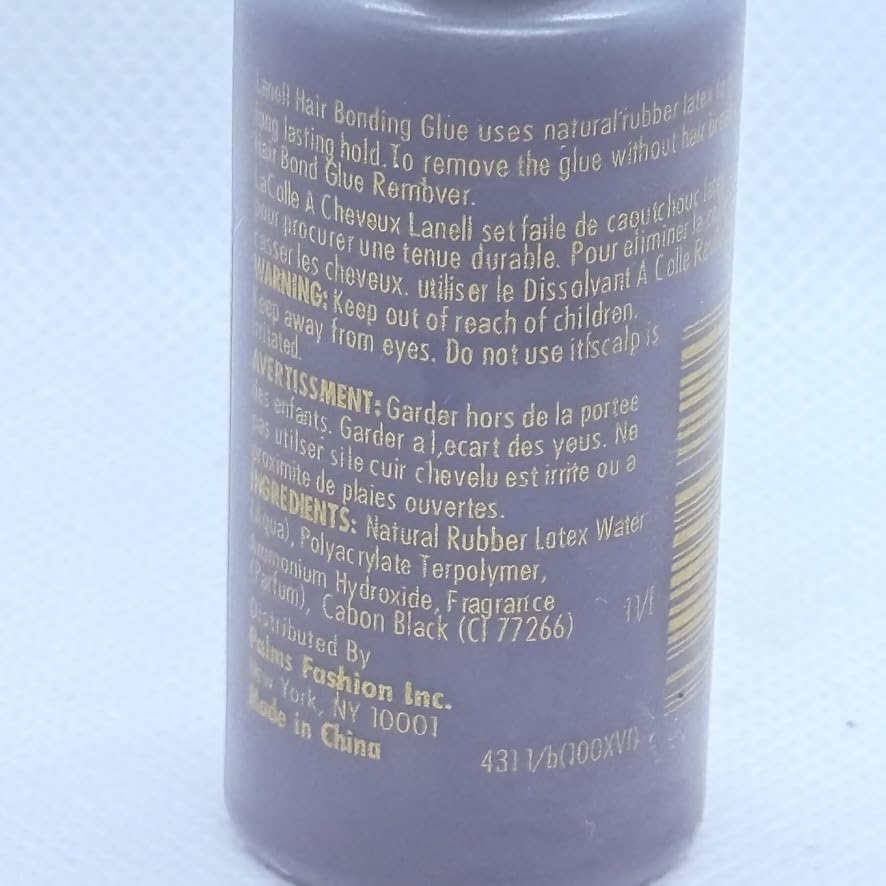 Lanell Hair Bonding Glue uses natural rubber latex
long lasting hold. To remove the glue without hair
Hair Bond Glue Rembver.
LaColle A Cheveux Lanell set faile de caoutchouc
pour procurer une tenue durable. Pour eliminer la
casser les cheveux. utiliser le Dissolvant A Colle
WARNING: Keep out of reach of children.
Keep away from eyes. Do not use itfscalp is
irritated.
AVERTISSMENT: Garder hors de la portee
des enfants. Garder a l,ecart des yeus. Ne
pas utilser si le cuir chevelu est irrite ou a
proximite de plaies ouvertes.
INGREDIENTS: Natural Rubber Lotex Water
(Aqua), Polyacrylate Terpolymer,
Ammonium Hydroxide, Fragrance
(Parfum), Cabon Black (CI 77266)
Distributed By
Palms Fashion Inc.
New York, NY 10001
Made in China